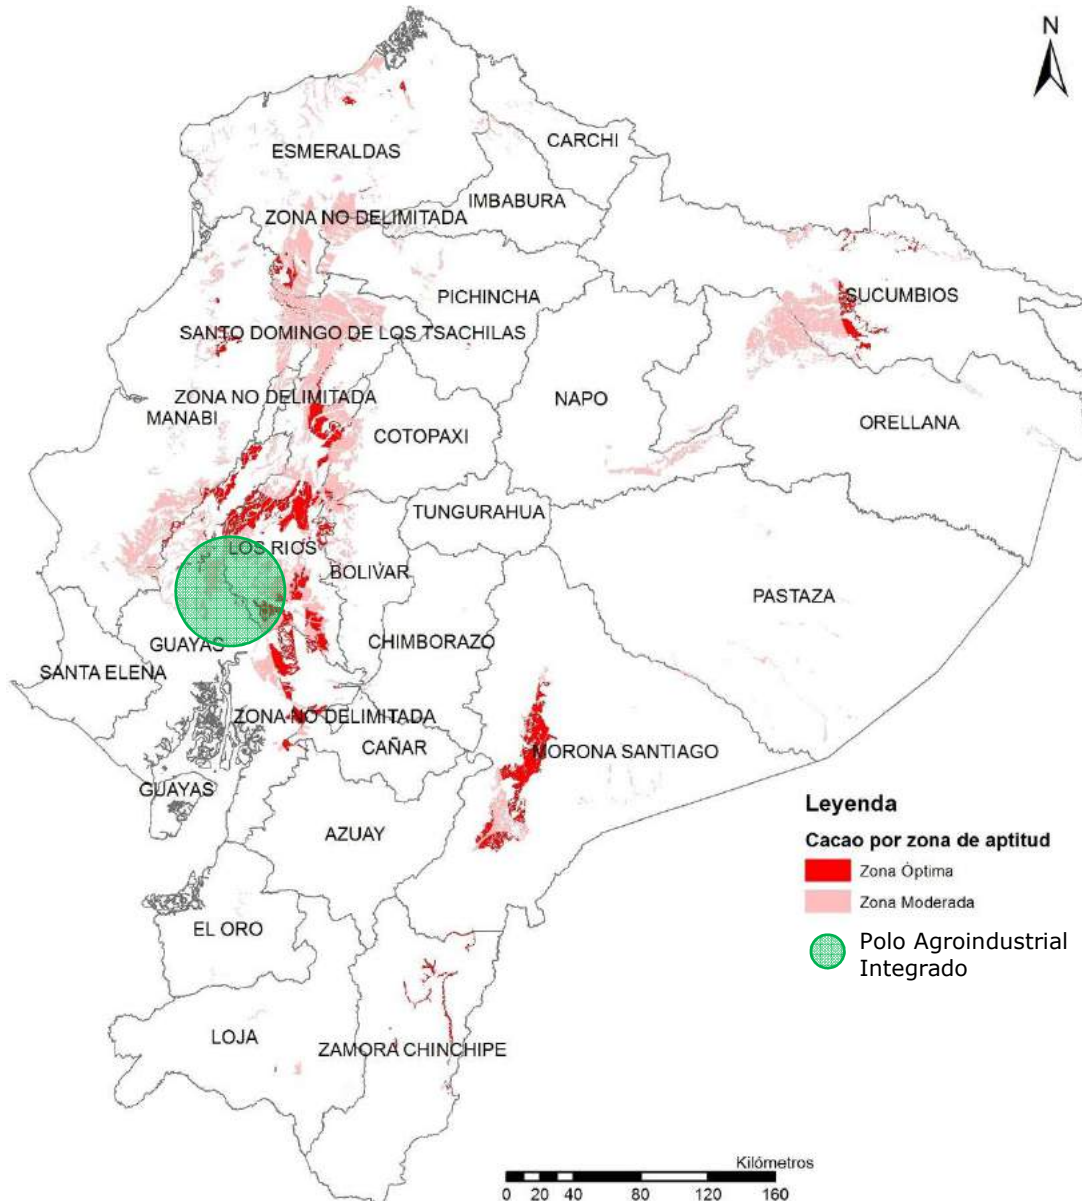 N
CARCHI
ESMERALDAS
IMBABURA
ZONA NO DELIMITADA
PICHINCHA
SUCUMBIOS
SANTO DOMINGO DE LOS TSACHILAS
ZONA NO DELIMITADA
NAPO
MANABI
ORELLANA
COTOPAXI
TUNGURAHUA
LOS RIOS
BOLIVAR
PASTAZA
GUAYAS
CHIMBORAZO
SANTA ELENA
ZONA NO DELIMITADA
CAÑAR
MORONA SANTIAGO
GUAYAS
AZUAY
EL ORO
LOJA
ZAMORA CHINCHIPE
Leyenda
Cacao por zona de aptitud
Zona Óptima
Zona Moderada
Polo Agroindustrial
Integrado
Kilómetros
0 20 40 80 120 160